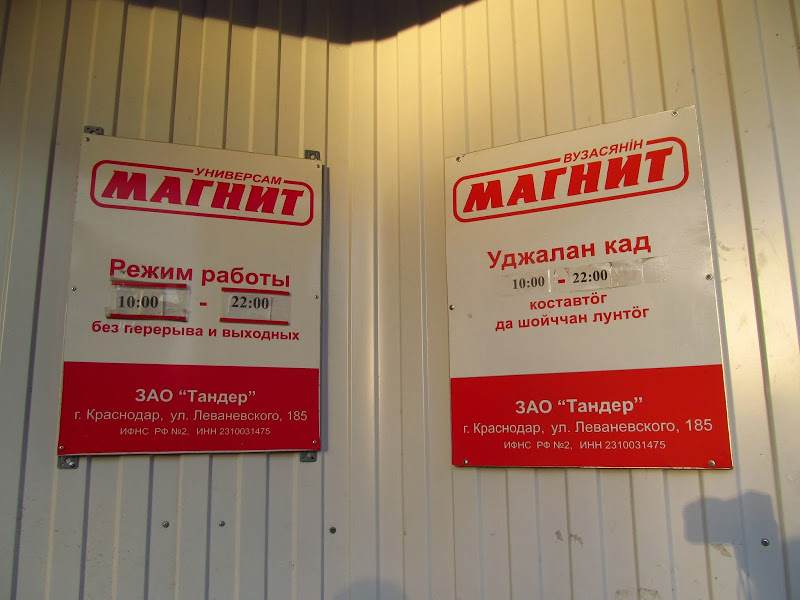 УНИВЕРСАМ
МАГНИТ
Режим работы
10:00 - 22:00
без перерыва и выходных
ЗАО “Тандер”
г. Краснодар, ул. Леваневского, 185
ИФНС РФ №2, ИНН 2310031475
ВУЗАСЯНІН
МАГНИТ
Уджалан кад
10:00 - 22:00
коставтӧг
да шойччан лунтӧг
ЗАО “Тандер”
г. Краснодар, ул. Леваневского, 185
ИФНС РФ №2, ИНН 2310031475